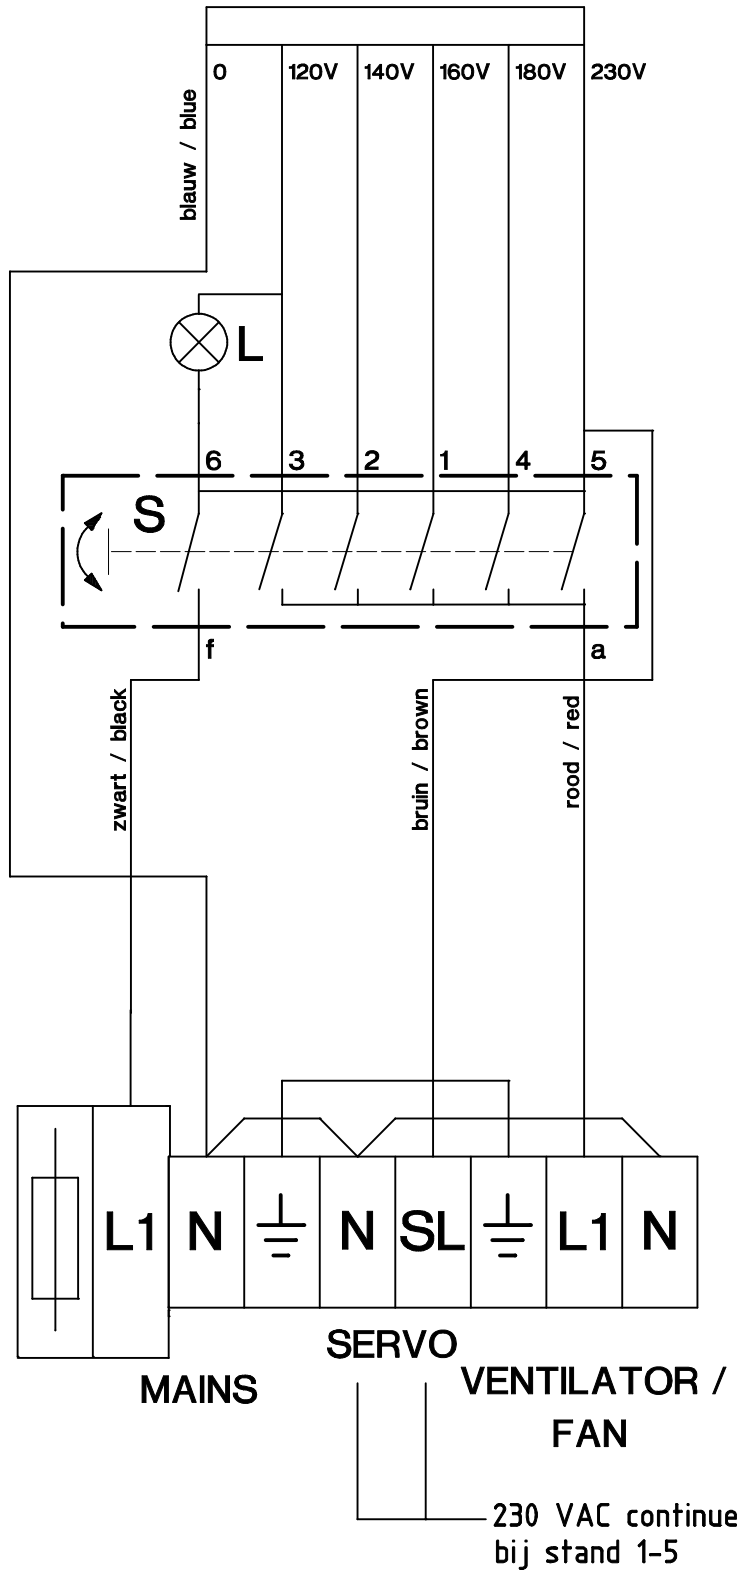 0 120V 140V 160V 180V 230V
blauw / blue
L
6 3 2 1 4 5
S
f a
zwart / black
bruin / brown
rood / red
L1 N N SL L1 N
SERVO
MAINS
VENTILATOR /
FAN
230 VAC continue
bij stand 1-5